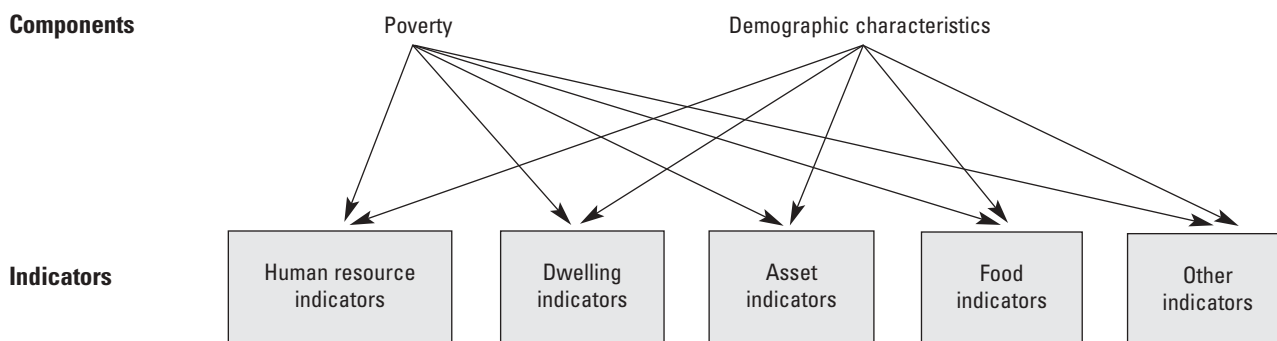 Components
Poverty
Demographic characteristics
Indicators
Human resource
indicators
Dwelling
indicators
Asset
indicators
Food
indicators
Other
indicators